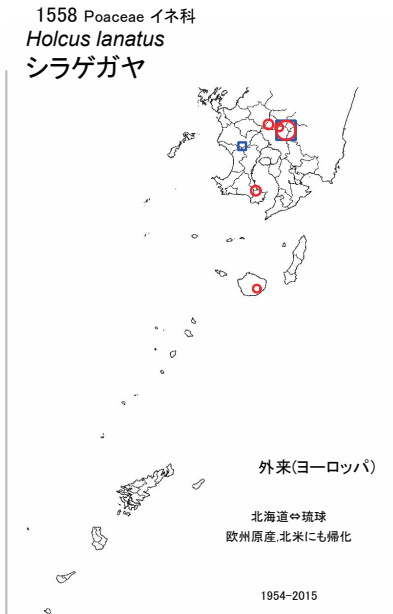 1558 Poaceae イネ科
Holcus lanatus
シラゲガヤ
外来(ヨーロッパ)
北海道⇔琉球
欧州原産,北米にも帰化
1954-2015